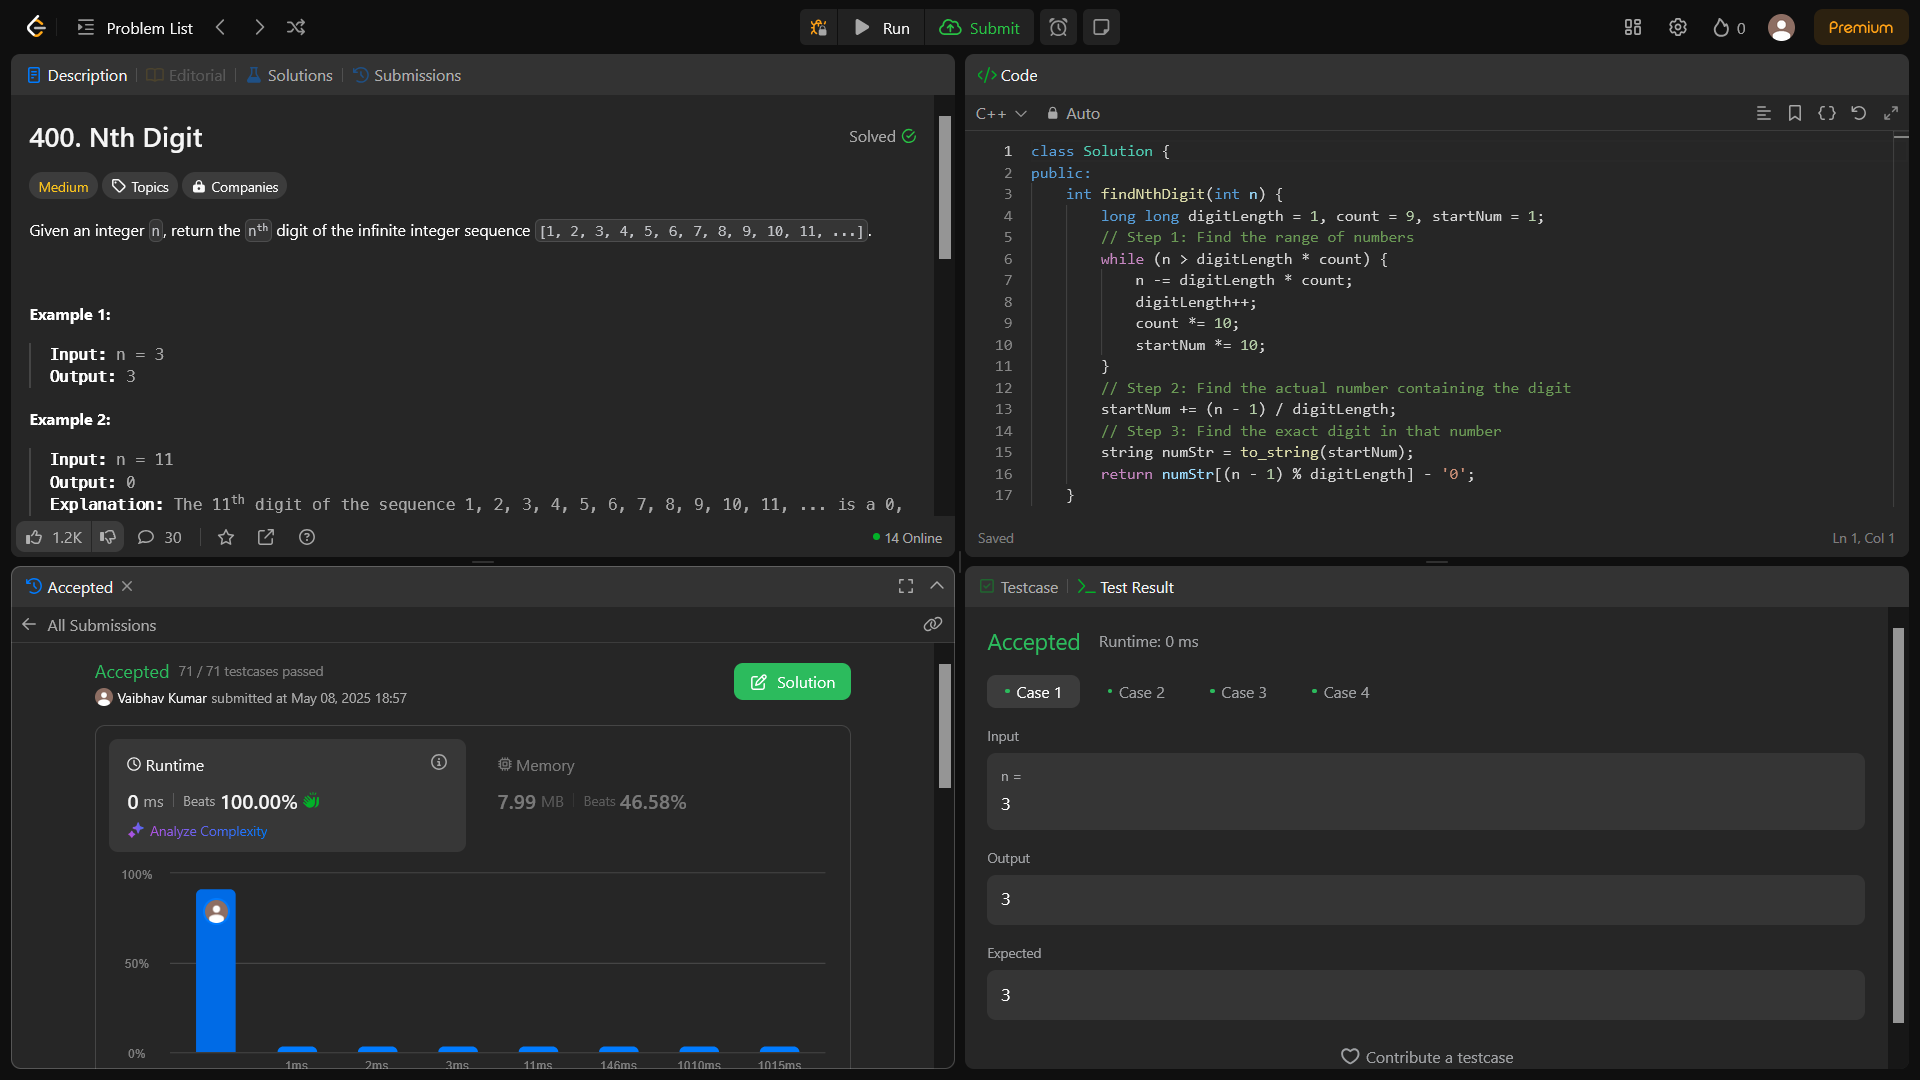 Problem List
Run
Submit
0
Premium
Description
Editorial
Solutions
Submissions
400. Nth Digit
Solved
Medium
Topics
Companies
Given an integer n, return the nth digit of the infinite integer sequence [1, 2, 3, 4, 5, 6, 7, 8, 9, 10, 11, ...].
Example 1:
Input: n = 3
Output: 3
Example 2:
Input: n = 11
Output: 0
Explanation: The 11th digit of the sequence 1, 2, 3, 4, 5, 6, 7, 8, 9, 10, 11, ... is a 0,
1.2K
30
14 Online
Code
C++
Auto
1 class Solution {
2 public:
3 int findNthDigit(int n) {
4 long long digitLength = 1, count = 9, startNum = 1;
5 // Step 1: Find the range of numbers
6 while (n > digitLength * count) {
7 n -= digitLength * count;
8 digitLength++;
9 count *= 10;
10 startNum *= 10;
11 }
12 // Step 2: Find the actual number containing the digit
13 startNum += (n - 1) / digitLength;
14 // Step 3: Find the exact digit in that number
15 string numStr = to_string(startNum);
16 return numStr[(n - 1) % digitLength] - '0';
17 }
Saved
Ln 1, Col 1
Accepted
All Submissions
Accepted 71 / 71 testcases passed
Vaibhav Kumar submitted at May 08, 2025 18:57
Solution
Runtime
0 ms Beats 100.00%
Analyze Complexity
Memory
7.99 MB Beats 46.58%
100%
50%
0%
1ms 2ms 3ms 11ms 146ms 1010ms 1015ms
Testcase
Test Result
Accepted Runtime: 0 ms
Case 1
Case 2
Case 3
Case 4
Input
n =
3
Output
3
Expected
3
Contribute a testcase